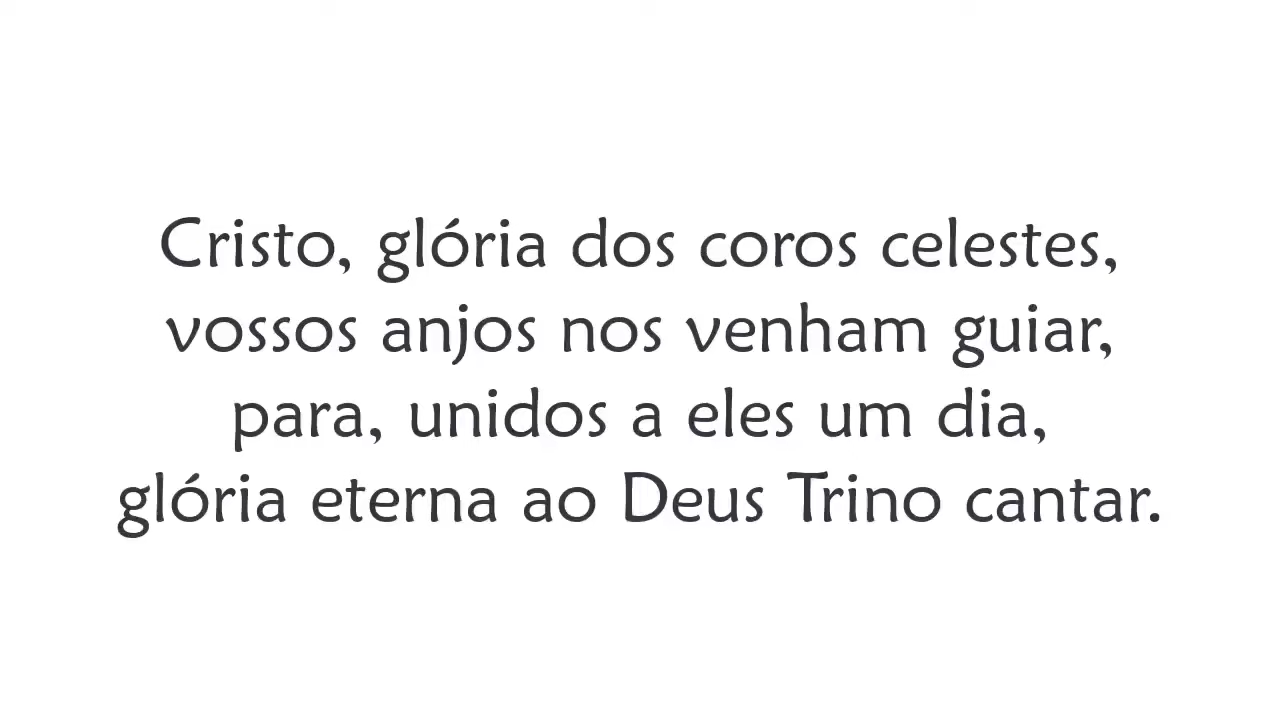 Cristo, glória dos coros celestes,
vossos anjos nos venham guiar,
para, unidos a eles um dia,
glória eterna ao Deus Trino cantar.